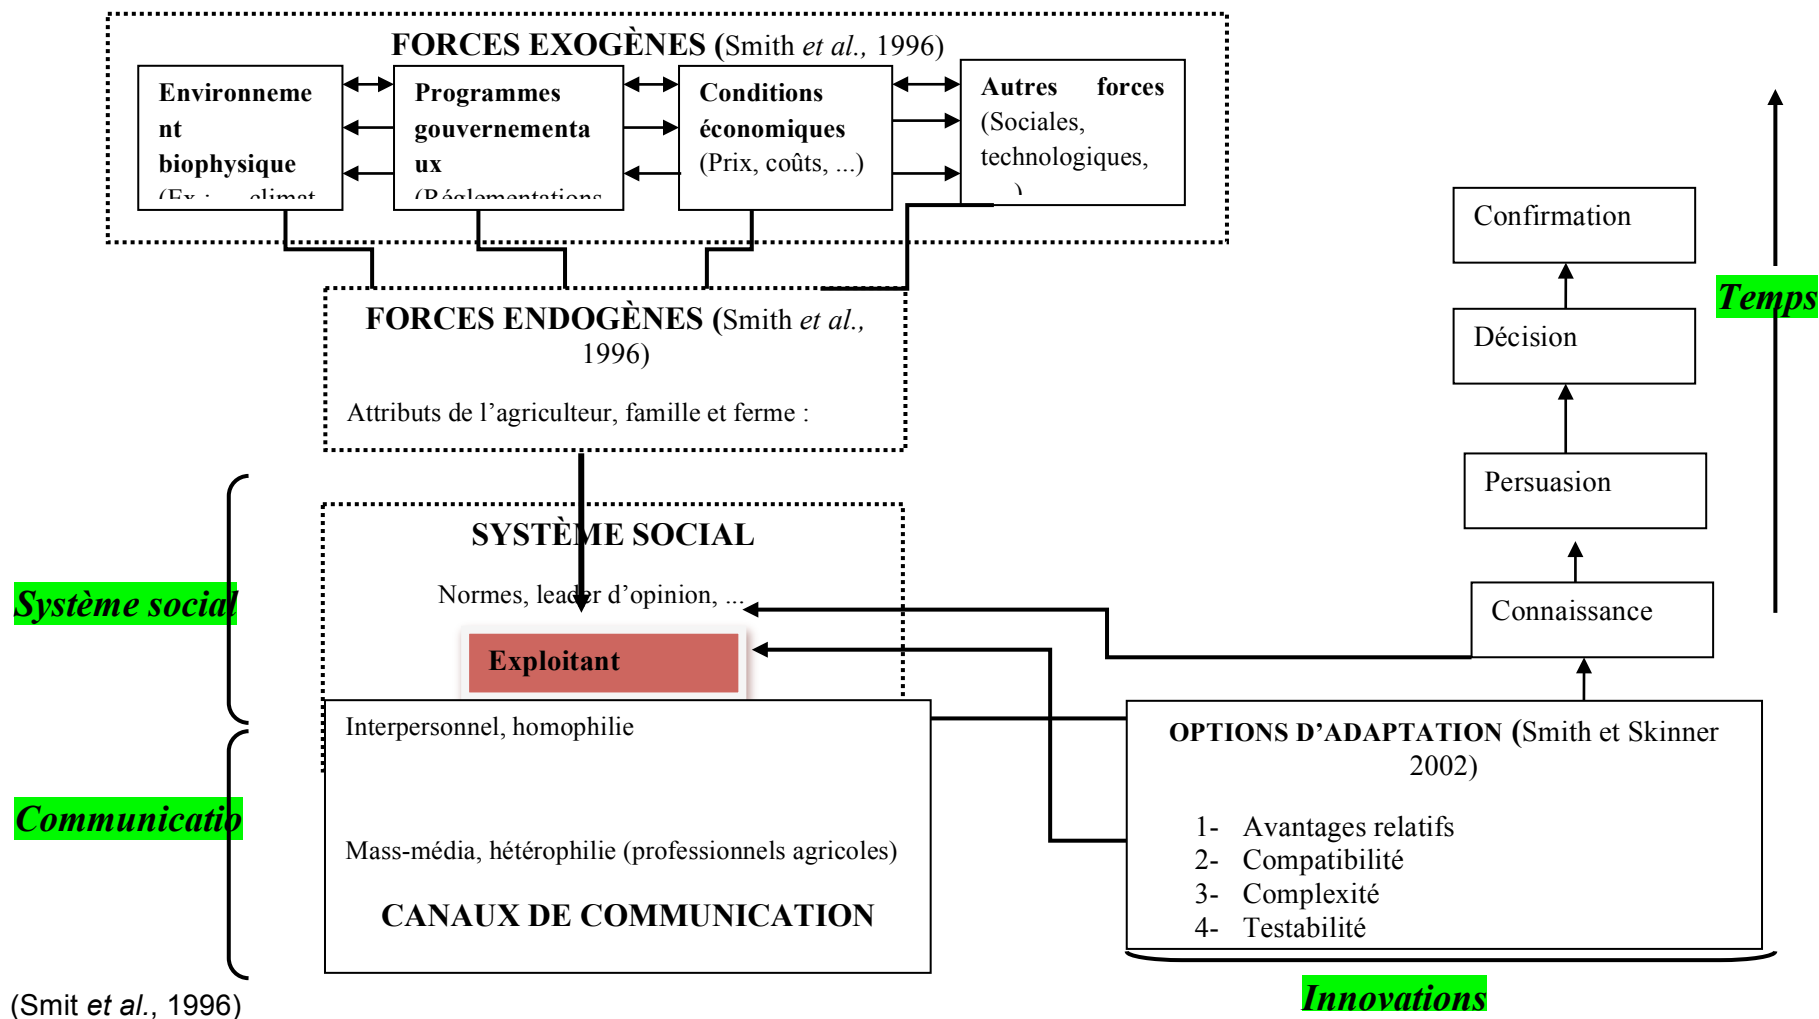 FORCES EXOGÈNES (Smith et al., 1996)
Environneme
nt
biophysique
(Ex : climat
Programmes
gouvernementa
ux
(Réglementations
Conditions
économiques
(Prix, coûts, ...)
Autres forces
(Sociales,
technologiques,
...)
FORCES ENDOGÈNES (Smith et al.,
1996)
Attributs de l’agriculteur, famille et ferme :
SYSTÈME SOCIAL
Normes, leader d’opinion, ...
Exploitant
Interpersonnel, homophilie
Mass-média, hétérophilie (professionnels agricoles)
CANAUX DE COMMUNICATION
Système social
Communicatio
Confirmation
Décision
Persuasion
Connaissance
Temps
OPTIONS D’ADAPTATION (Smith et Skinner
2002)
1- Avantages relatifs
2- Compatibilité
3- Complexité
4- Testabilité
Innovations
(Smit et al., 1996)